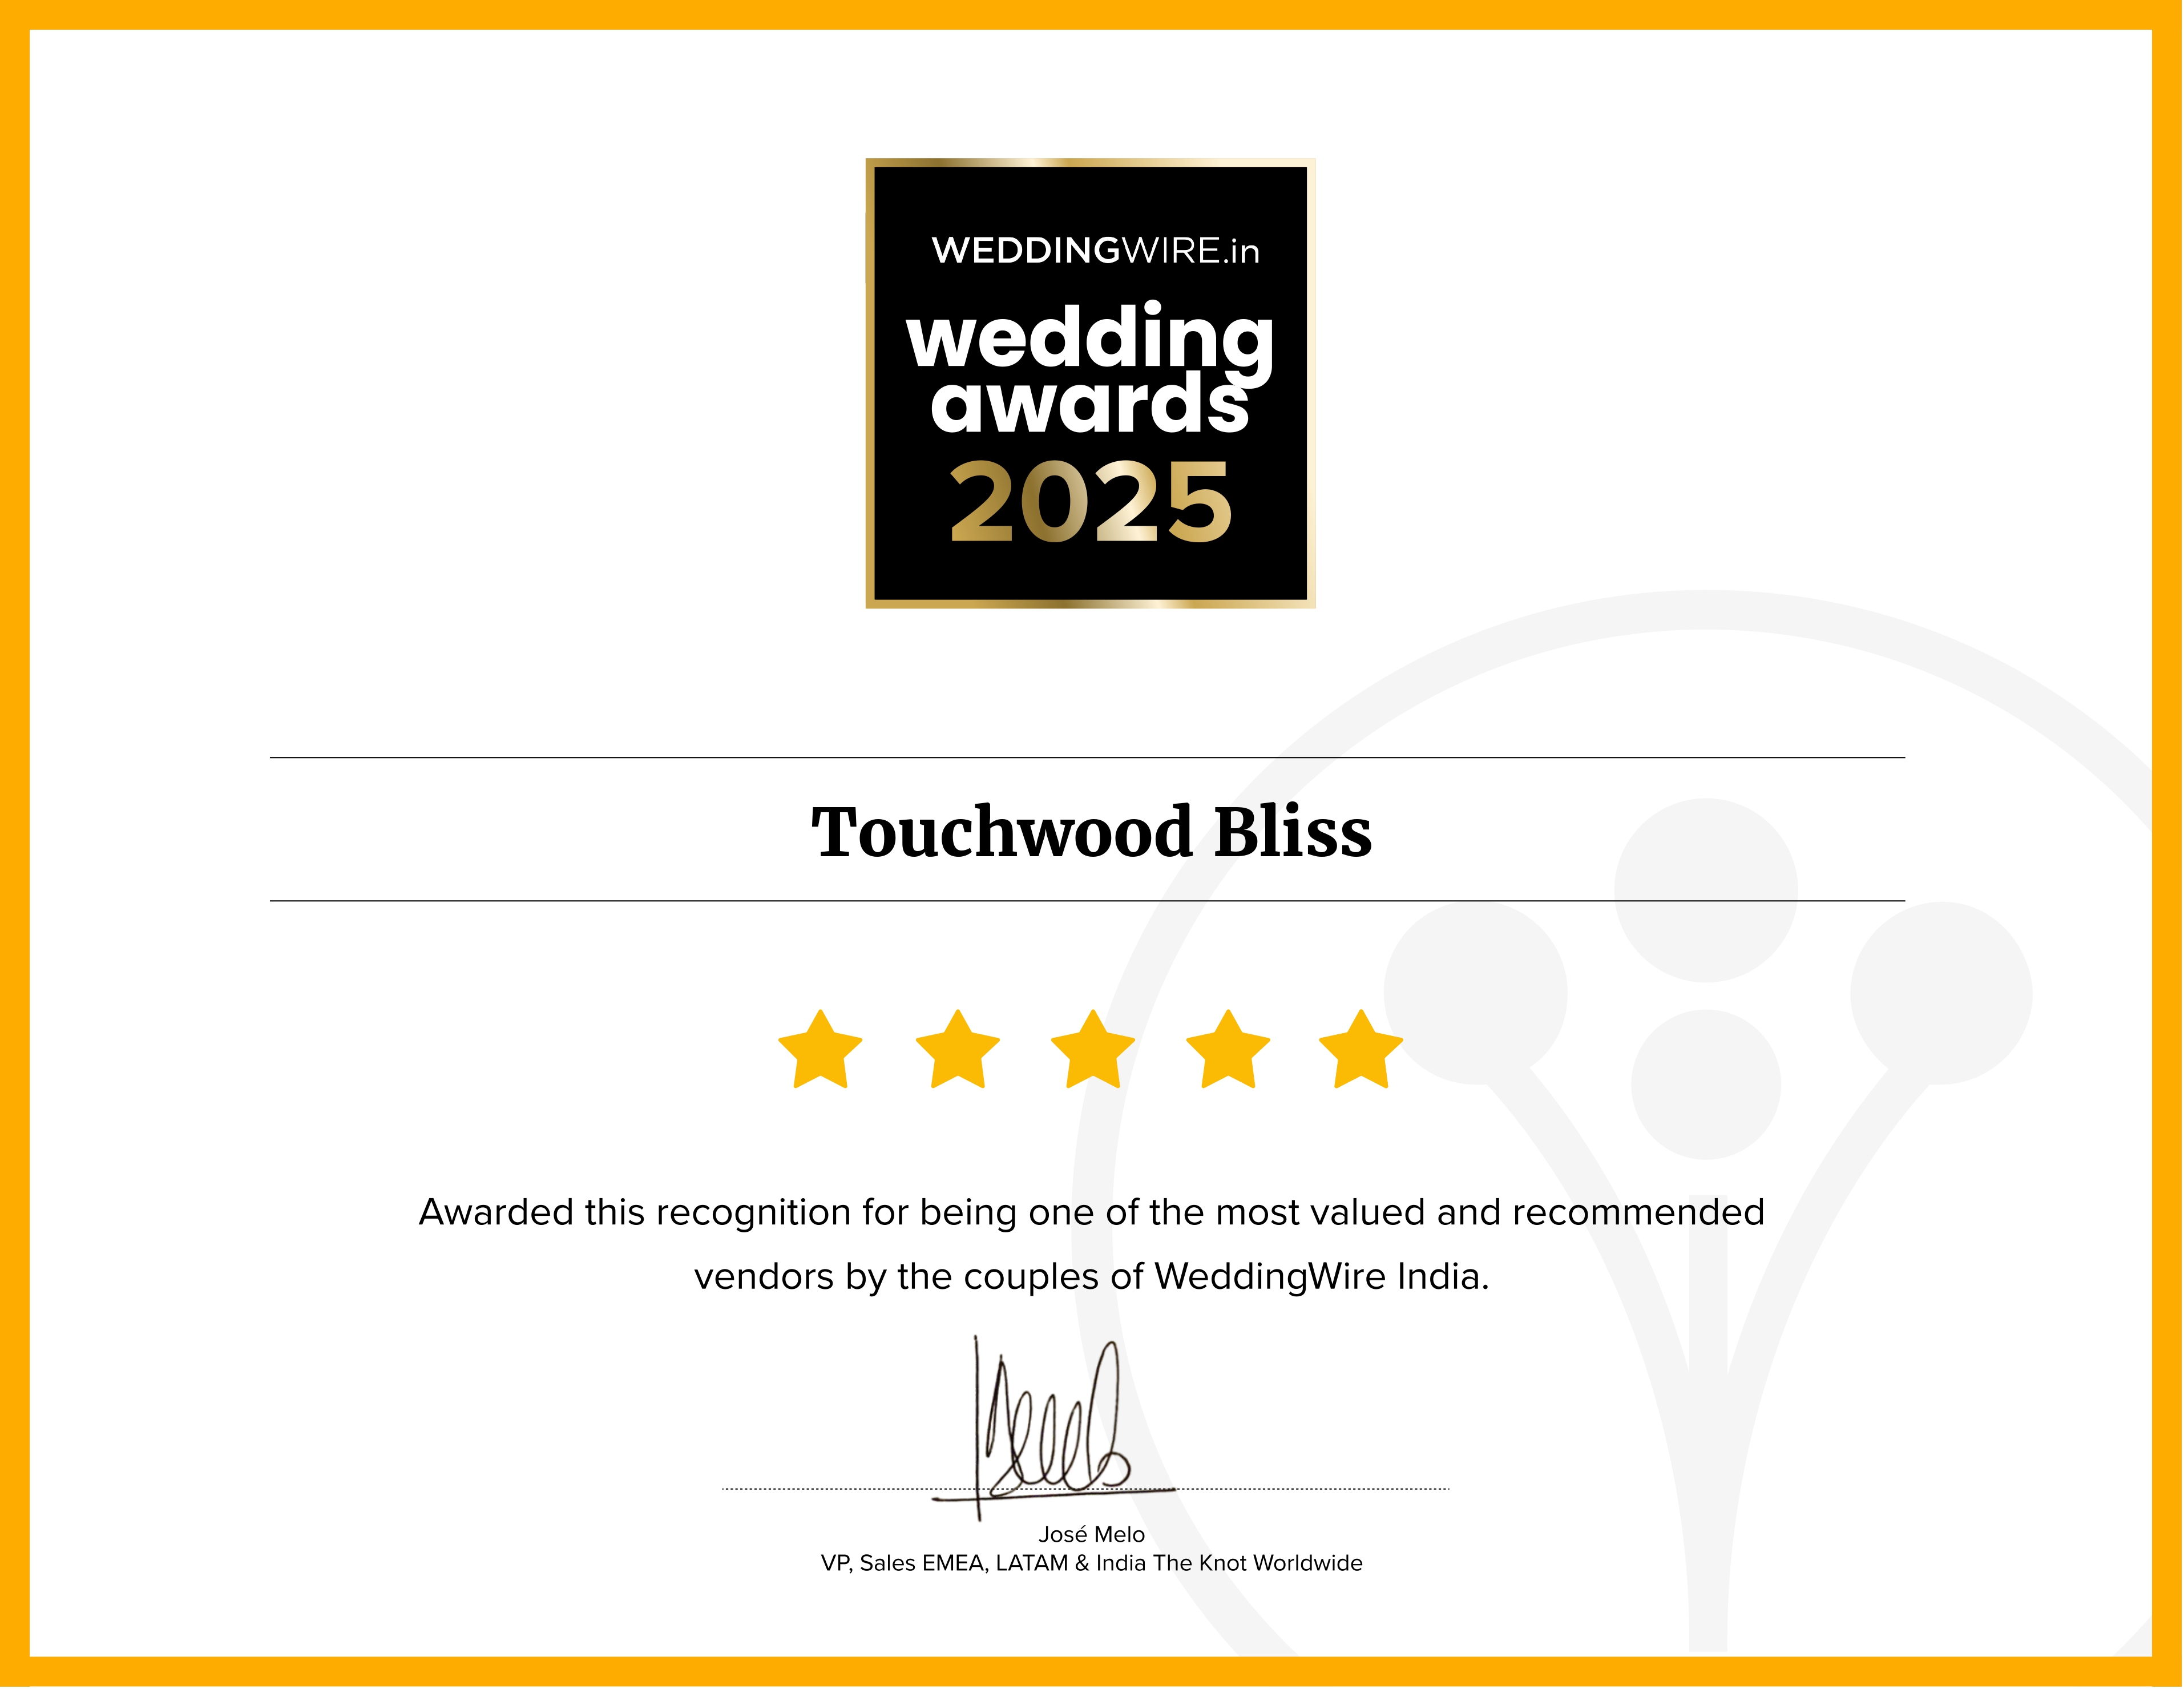 WEDDINGWIRE.in
wedding
awards
2025
Touchwood Bliss
Awarded this recognition for being one of the most valued and recommended
vendors by the couples of WeddingWire India.
José Melo
VP, Sales EMEA, LATAM & India The Knot Worldwide